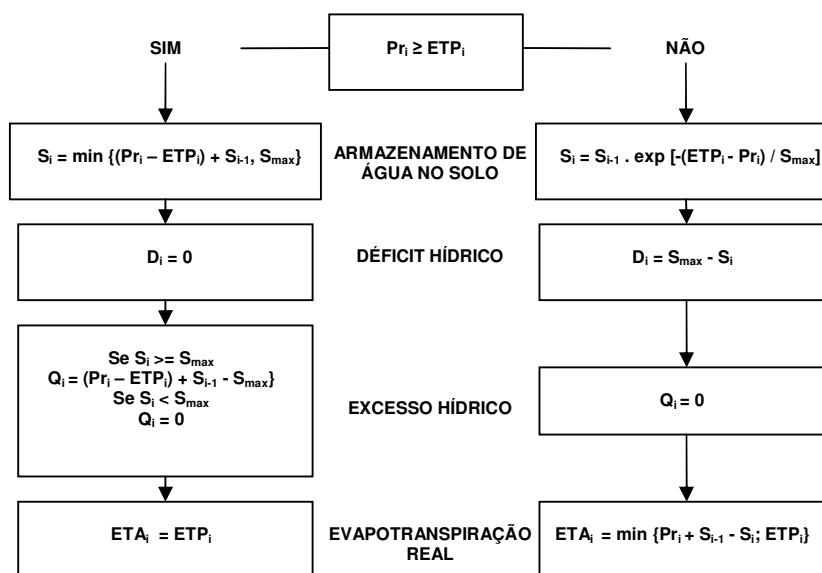 SIM
Prᵢ ≥ ETPᵢ
NÃO
Sᵢ = min {(Prᵢ – ETPᵢ) + Sᵢ₋₁, Sₘₐₓ}
ARMAZENAMENTO DE
ÁGUA NO SOLO
Sᵢ = Sᵢ₋₁ . exp [-(ETPᵢ - Prᵢ) / Sₘₐₓ]
Dᵢ = 0
DÉFICIT HÍDRICO
Dᵢ = Sₘₐₓ - Sᵢ
Se Sᵢ >= Sₘₐₓ
Qᵢ = (Prᵢ – ETPᵢ) + Sᵢ₋₁ - Sₘₐₓ}
Se Sᵢ < Sₘₐₓ
Qᵢ = 0
EXCESSO HÍDRICO
Qᵢ = 0
ETAᵢ = ETPᵢ
EVAPOTRANSPIRAÇÃO
REAL
ETAᵢ = min {Prᵢ + Sᵢ₋₁ - Sᵢ; ETPᵢ}